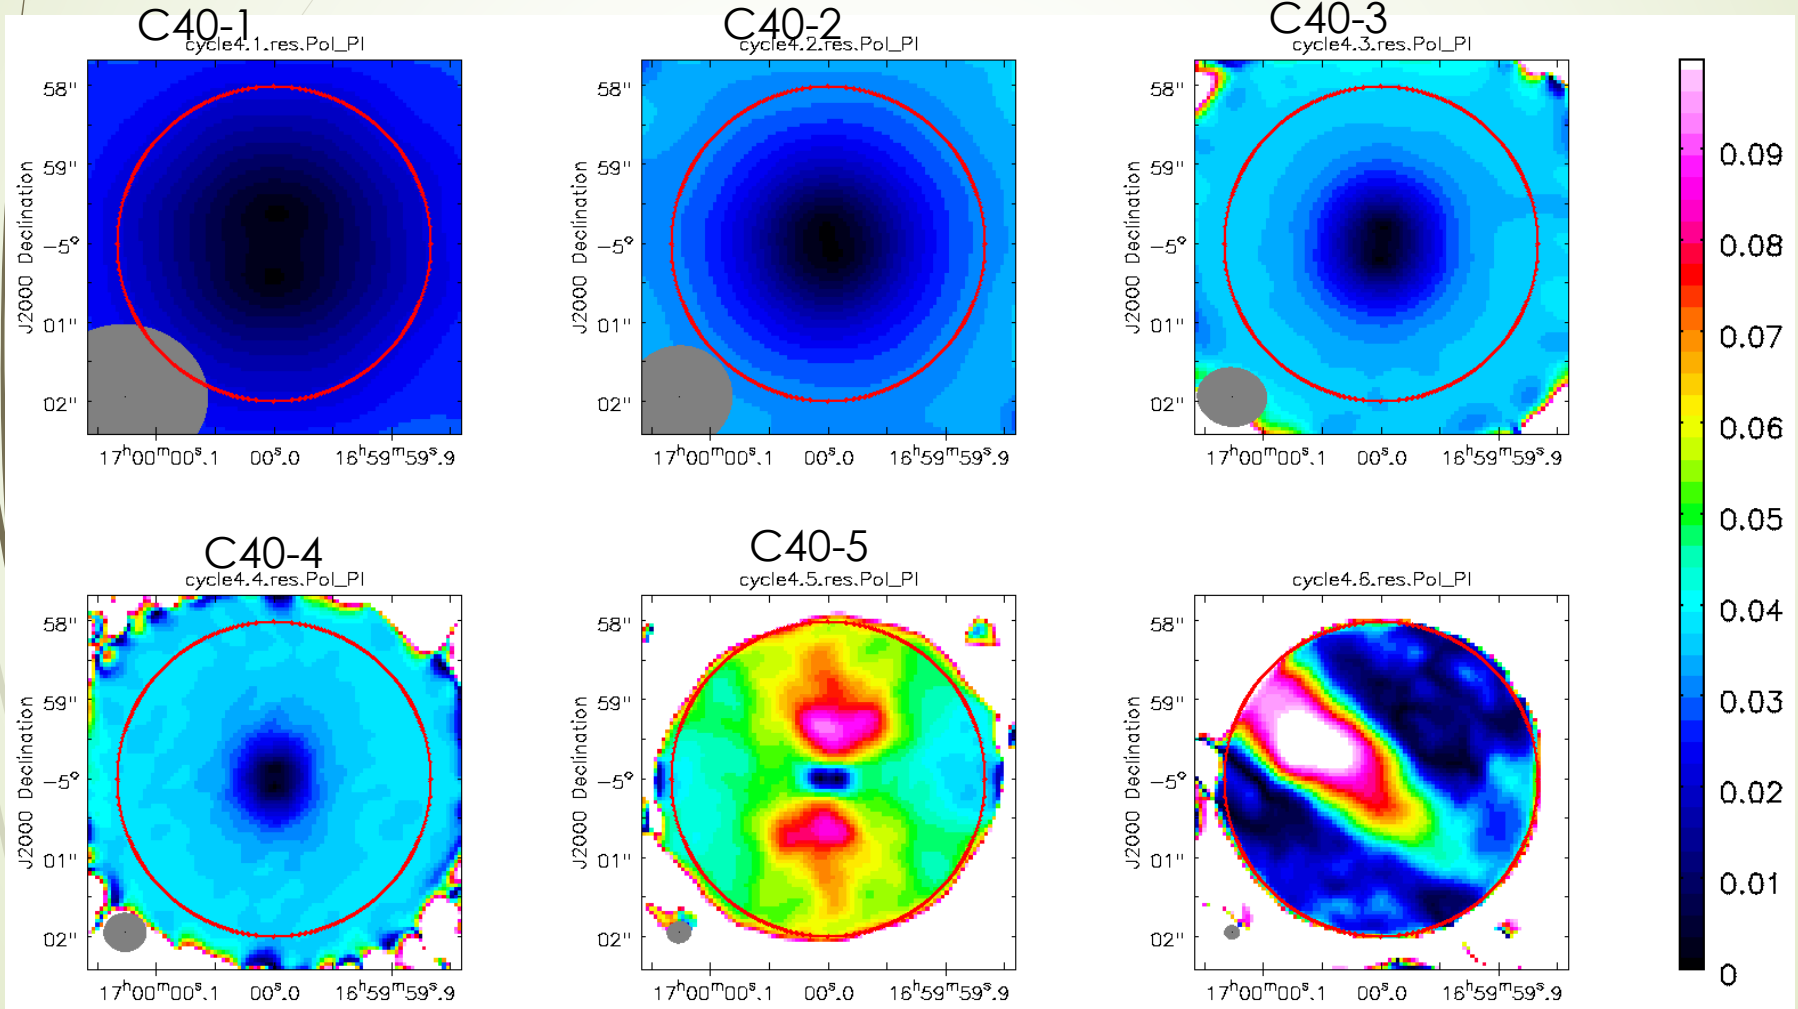 C40-1
cycle4.1.res.Pol_PI
58"
59"
-5°
01"
02"
J2000 Declination
17ʰ00ᵐ00ˢ.1 00ˢ.0 16ʰ59ᵐ59ˢ.9
C40-2
cycle4.2.res.Pol_PI
58"
59"
-5°
01"
02"
J2000 Declination
17ʰ00ᵐ00ˢ.1 00ˢ.0 16ʰ59ᵐ59ˢ.9
C40-3
cycle4.3.res.Pol_PI
58"
59"
-5°
01"
02"
J2000 Declination
17ʰ00ᵐ00ˢ.1 00ˢ.0 16ʰ59ᵐ59ˢ.9
C40-4
cycle4.4.res.Pol_PI
58"
59"
-5°
01"
02"
J2000 Declination
17ʰ00ᵐ00ˢ.1 00ˢ.0 16ʰ59ᵐ59ˢ.9
C40-5
cycle4.5.res.Pol_PI
58"
59"
-5°
01"
02"
J2000 Declination
17ʰ00ᵐ00ˢ.1 00ˢ.0 16ʰ59ᵐ59ˢ.9
cycle4.6.res.Pol_PI
58"
59"
-5°
01"
02"
J2000 Declination
17ʰ00ᵐ00ˢ.1 00ˢ.0 16ʰ59ᵐ59ˢ.9
0.09
0.08
0.07
0.06
0.05
0.04
0.03
0.02
0.01
0